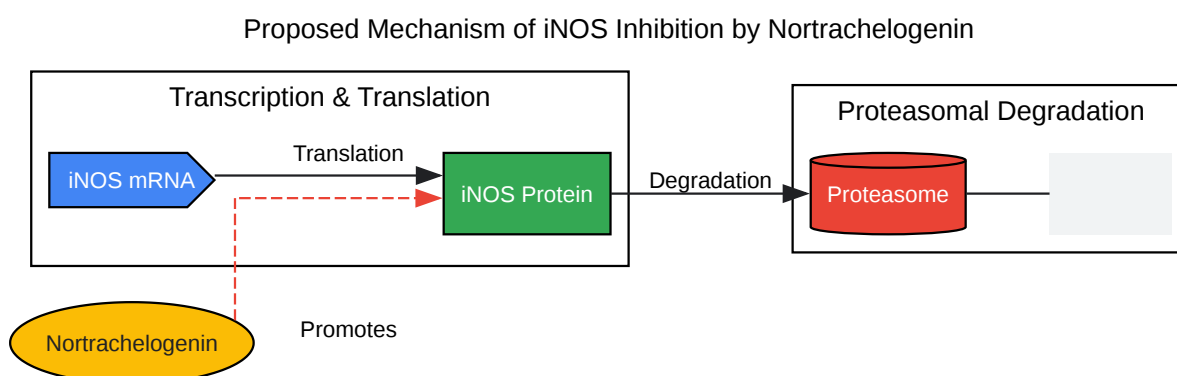 Proposed Mechanism of iNOS Inhibition by Nortrachelogenin
Transcription & Translation
Proteasomal Degradation
iNOS mRNA
Translation
iNOS Protein
Degradation
Proteasome
Nortrachelogenin
Promotes